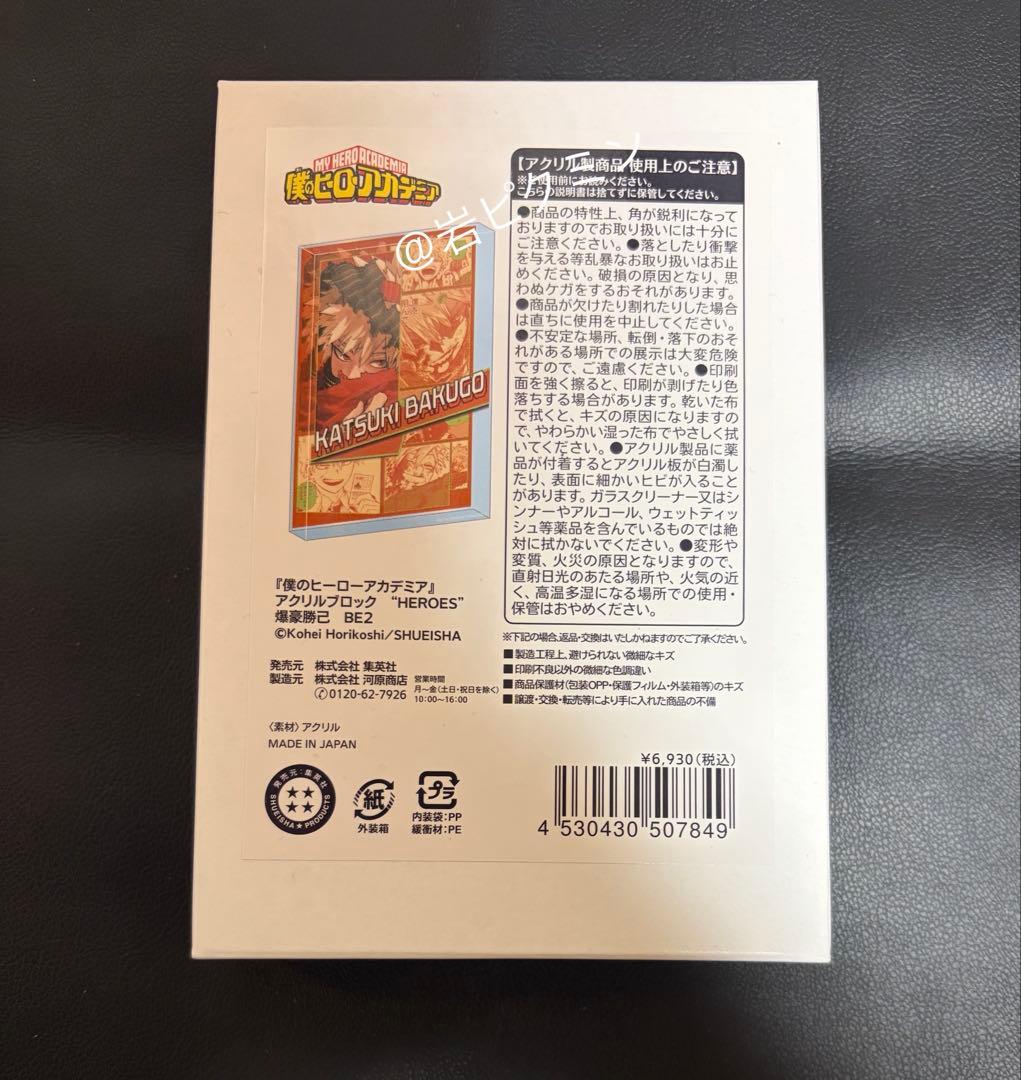 MY HERO ACADEMIA
僕のヒーローアカデミア
@岩ピクミン
KATSUKI BAKUGO
『僕のヒーローアカデミア』
アクリルブロック “HEROES”
爆豪勝己 BE2
©Kohei Horikoshi/SHUEISHA
発売元 株式会社 集英社
製造元 株式会社 河原商店
0120-62-7926
営業時間
月〜金(土日・祝日を除く)
10:00〜16:00
〈素材〉アクリル
MADE IN JAPAN
発売元:集英社
SHUEISHA★PRODUCTS
紙
外装箱
プラ
内装袋:PP
緩衝材:PE
【アクリル製商品 使用上のご注意】
※ご使用前にお読みください。
こちらの説明書は捨てずに保管してください。
●商品の特性上、角が鋭利になって
おりますのでお取り扱いには十分に
ご注意ください。●落としたり衝撃
を与える等乱暴なお取り扱いはお止
めください。破損の原因となり、思
わぬケガをするおそれがあります。
●商品が欠けたり割れたりした場合
は直ちに使用を中止してください。
●不安定な場所、転倒・落下のおそ
れがある場所での展示は大変危険
ですので、ご遠慮ください。●印刷
面を強く擦ると、印刷が剥げたり色
落ちする場合があります。乾いた布
で拭くと、キズの原因になりますの
で、やわらかい湿った布でやさしく拭
いてください。●アクリル製品に薬
品が付着するとアクリル板が白濁し
たり、表面に細かいヒビが入ること
があります。ガラスクリーナー又はシ
ンナーやアルコール、ウェットティッ
シュ等薬品を含んでいるものでは絶
対に拭かないでください。●変形や
変質、火災の原因となりますので、
直射日光のあたる場所や、火気の近
く、高温多湿になる場所での使用・
保管はおやめください。
※下記の場合、返品・交換はいたしかねますのでご了承ください。
■製造工程上、避けられない微細なキズ
■印刷不良以外の微細な色調違い
■商品保護材(包装OPP・保護フィルム・外装箱等)のキズ
■譲渡・交換・転売等により手に入れた商品の不備
¥6,930(税込)
4 530430 507849